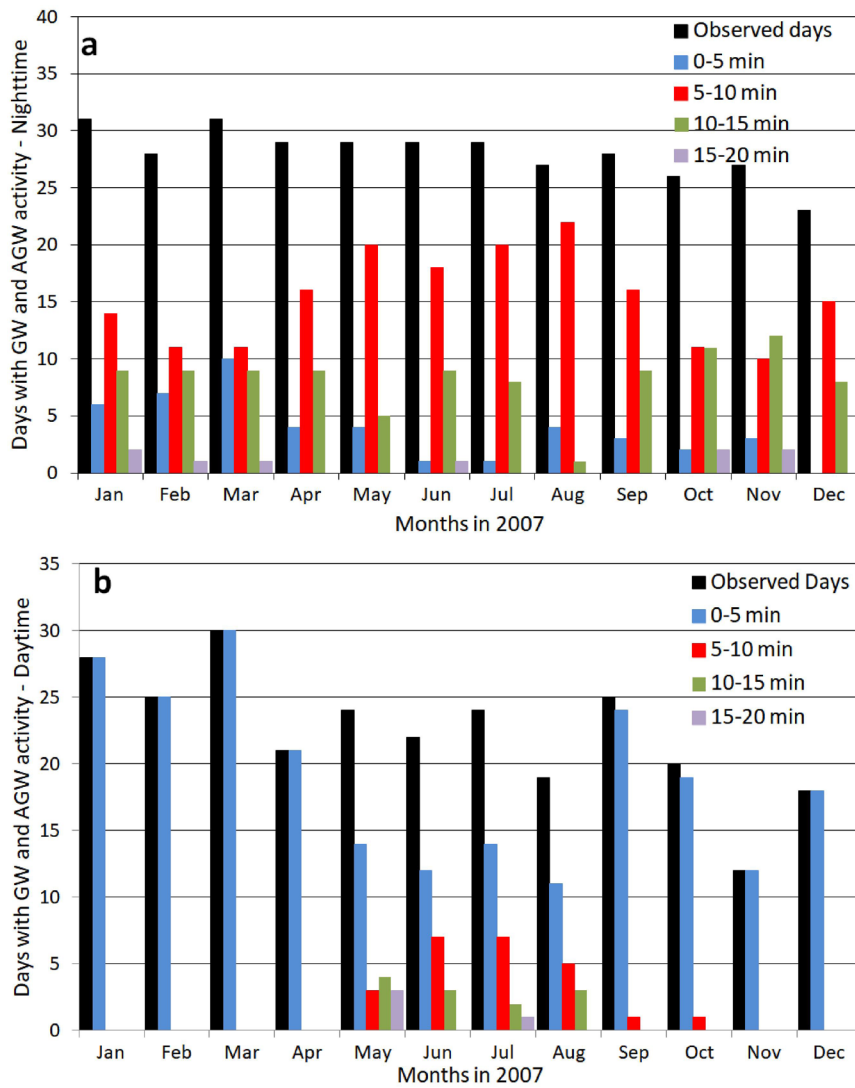 a
Days with GW and AGW activity - Nighttime
40
35
30
25
20
15
10
5
0
Observed days
0-5 min
5-10 min
10-15 min
15-20 min
Jan Feb Mar Apr May Jun Jul Aug Sep Oct Nov Dec
Months in 2007
b
Days with GW and AGW activity - Daytime
35
30
25
20
15
10
5
0
Observed Days
0-5 min
5-10 min
10-15 min
15-20 min
Jan Feb Mar Apr May Jun Jul Aug Sep Oct Nov Dec
Months in 2007